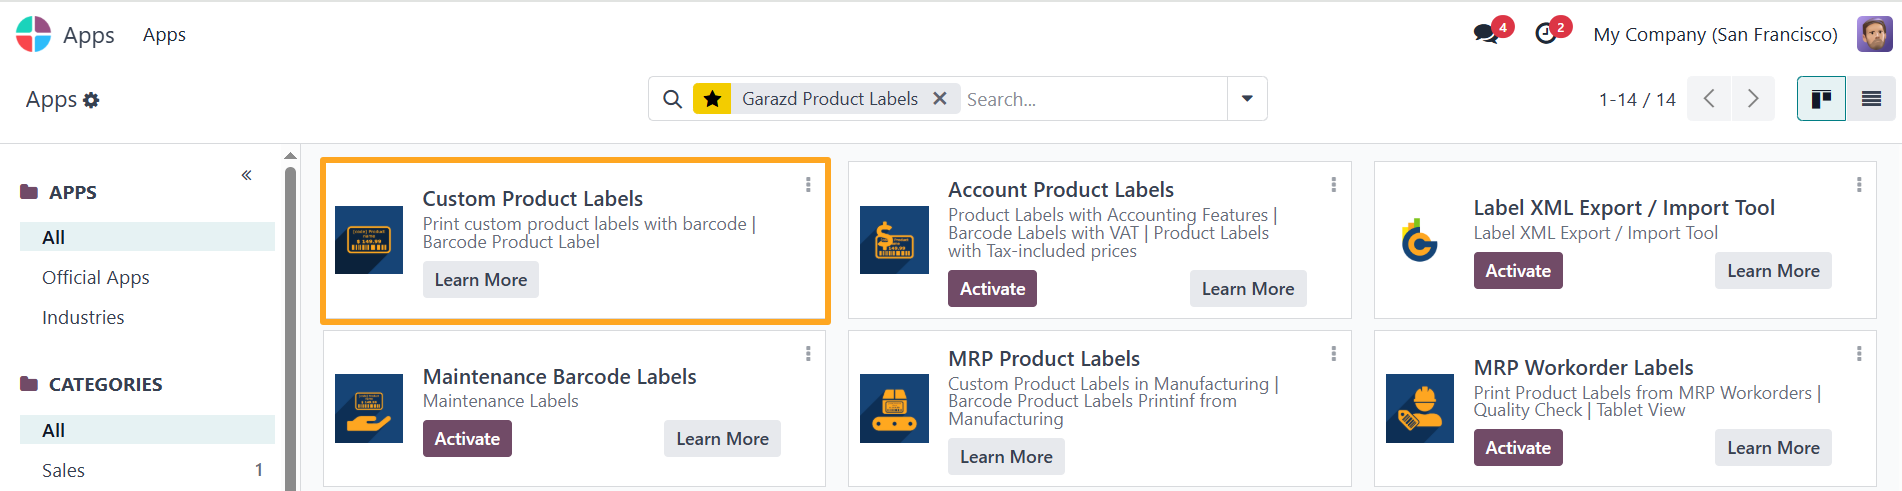 Apps Apps 4 2 My Company (San Francisco)
Apps Garazd Product Labels Search... 1-14 / 14
APPS
All
Official Apps
Industries
CATEGORIES
All
Sales 1
Custom Product Labels
Print custom product labels with barcode |
Barcode Product Label
Learn More
Account Product Labels
Product Labels with Accounting Features |
Barcode Labels with VAT | Product Labels
with Tax-included prices
Activate Learn More
Label XML Export / Import Tool
Label XML Export / Import Tool
Activate Learn More
Maintenance Barcode Labels
Maintenance Labels
Activate Learn More
MRP Product Labels
Custom Product Labels in Manufacturing |
Barcode Product Labels Printinf from
Manufacturing
Learn More
MRP Workorder Labels
Print Product Labels from MRP Workorders |
Quality Check | Tablet View
Activate Learn More